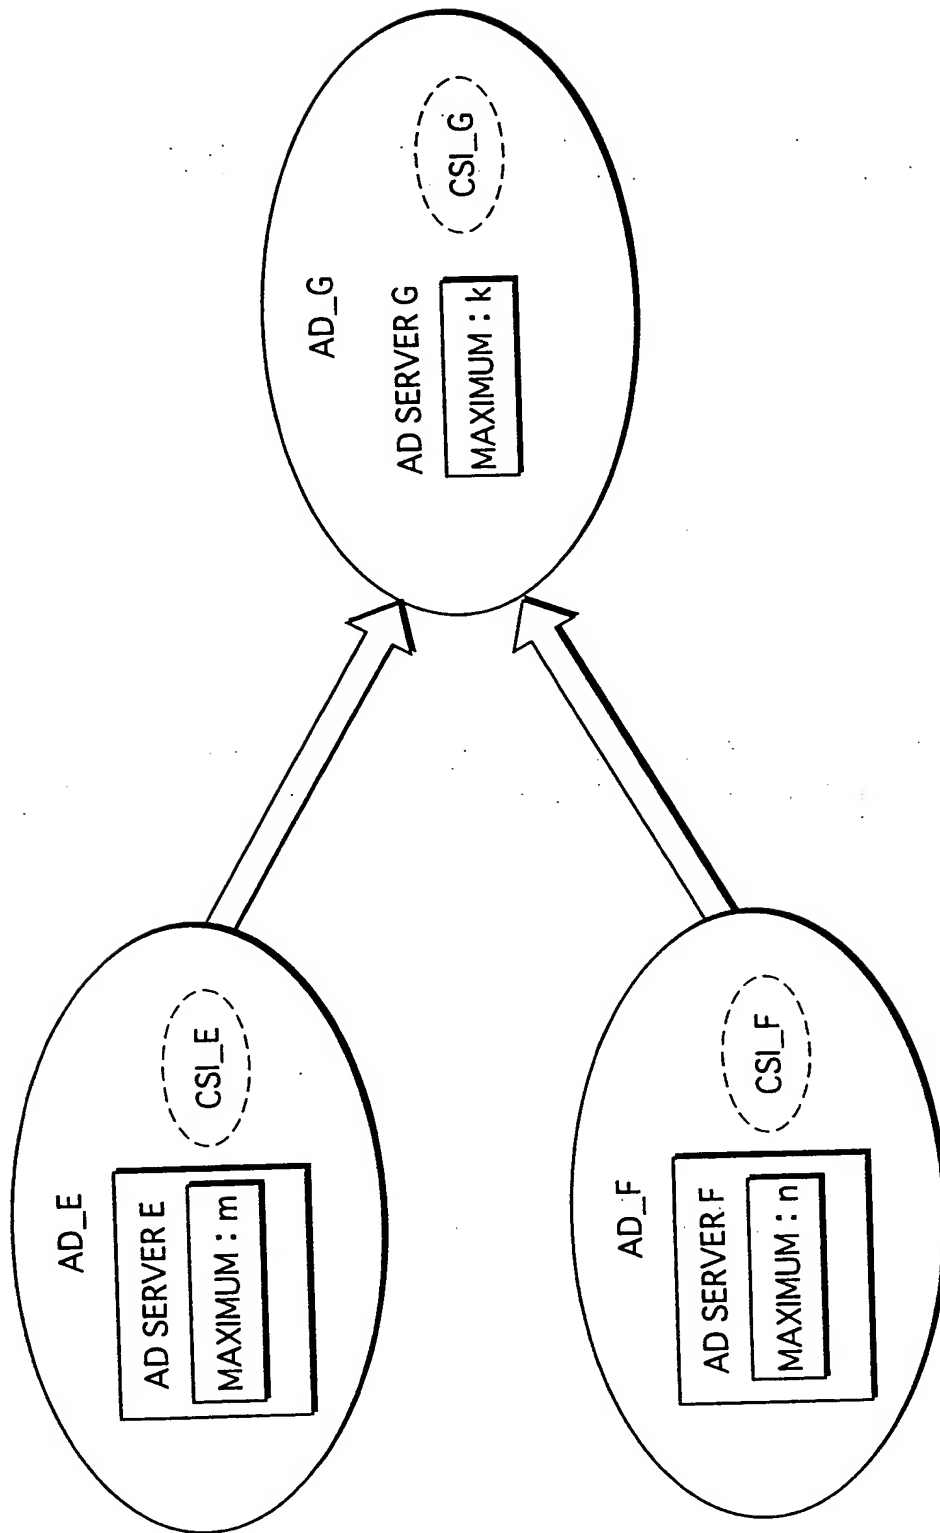 AD_E
AD SERVER E
MAXIMUM : m
CSI_E
AD_F
AD SERVER F
MAXIMUM : n
CSI_F
AD_G
AD SERVER G
MAXIMUM : k
CSI_G